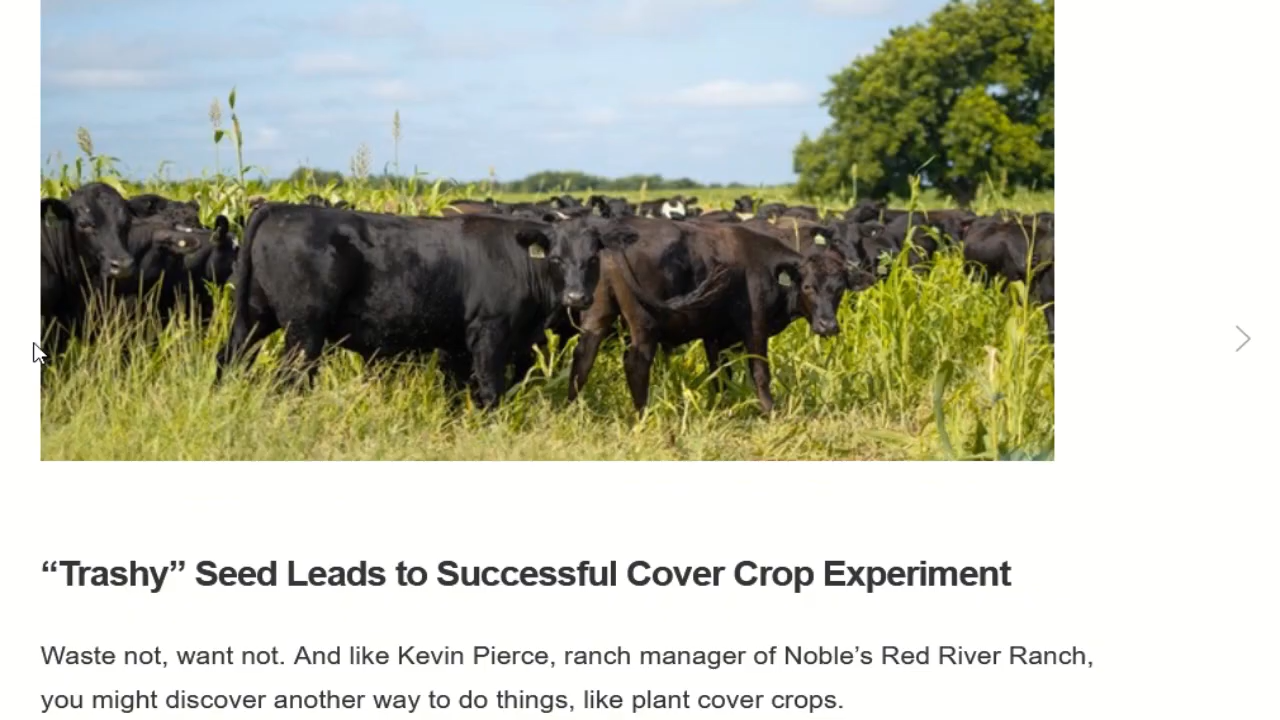 “Trashy” Seed Leads to Successful Cover Crop Experiment
Waste not, want not. And like Kevin Pierce, ranch manager of Noble’s Red River Ranch,
you might discover another way to do things, like plant cover crops.